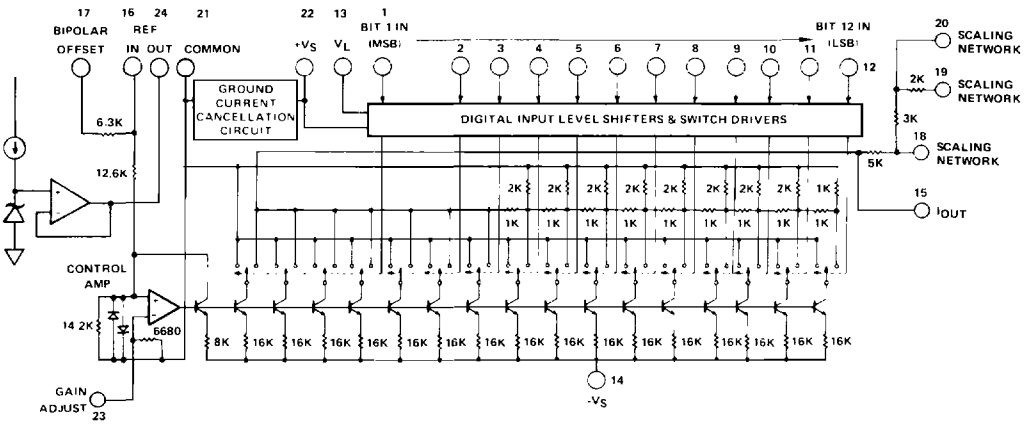 17
16
24
21
22
13
1
20
BIPOLAR
OFFSET
REF
IN OUT
COMMON
+VS
VL
BIT 1 IN
(MSB)
BIT 12 IN
(LSB)
2 3 4 5 6 7 8 9 10 11
12
SCALING
NETWORK
19
SCALING
NETWORK
2K
3K
18
SCALING
NETWORK
5K
15
IOUT
GROUND
CURRENT
CANCELLATION
CIRCUIT
DIGITAL INPUT LEVEL SHIFTERS & SWITCH DRIVERS
6.3K
12.6K
2K 2K 2K 2K 2K 2K 2K 1K
1K 1K 1K 1K 1K 1K 1K 1K
CONTROL
AMP
14 2K
6680
8K 16K 16K 16K 16K 16K 16K 16K 16K 16K 16K 16K 16K 16K 16K 16K 16K
14
-VS
GAIN
ADJUST
23